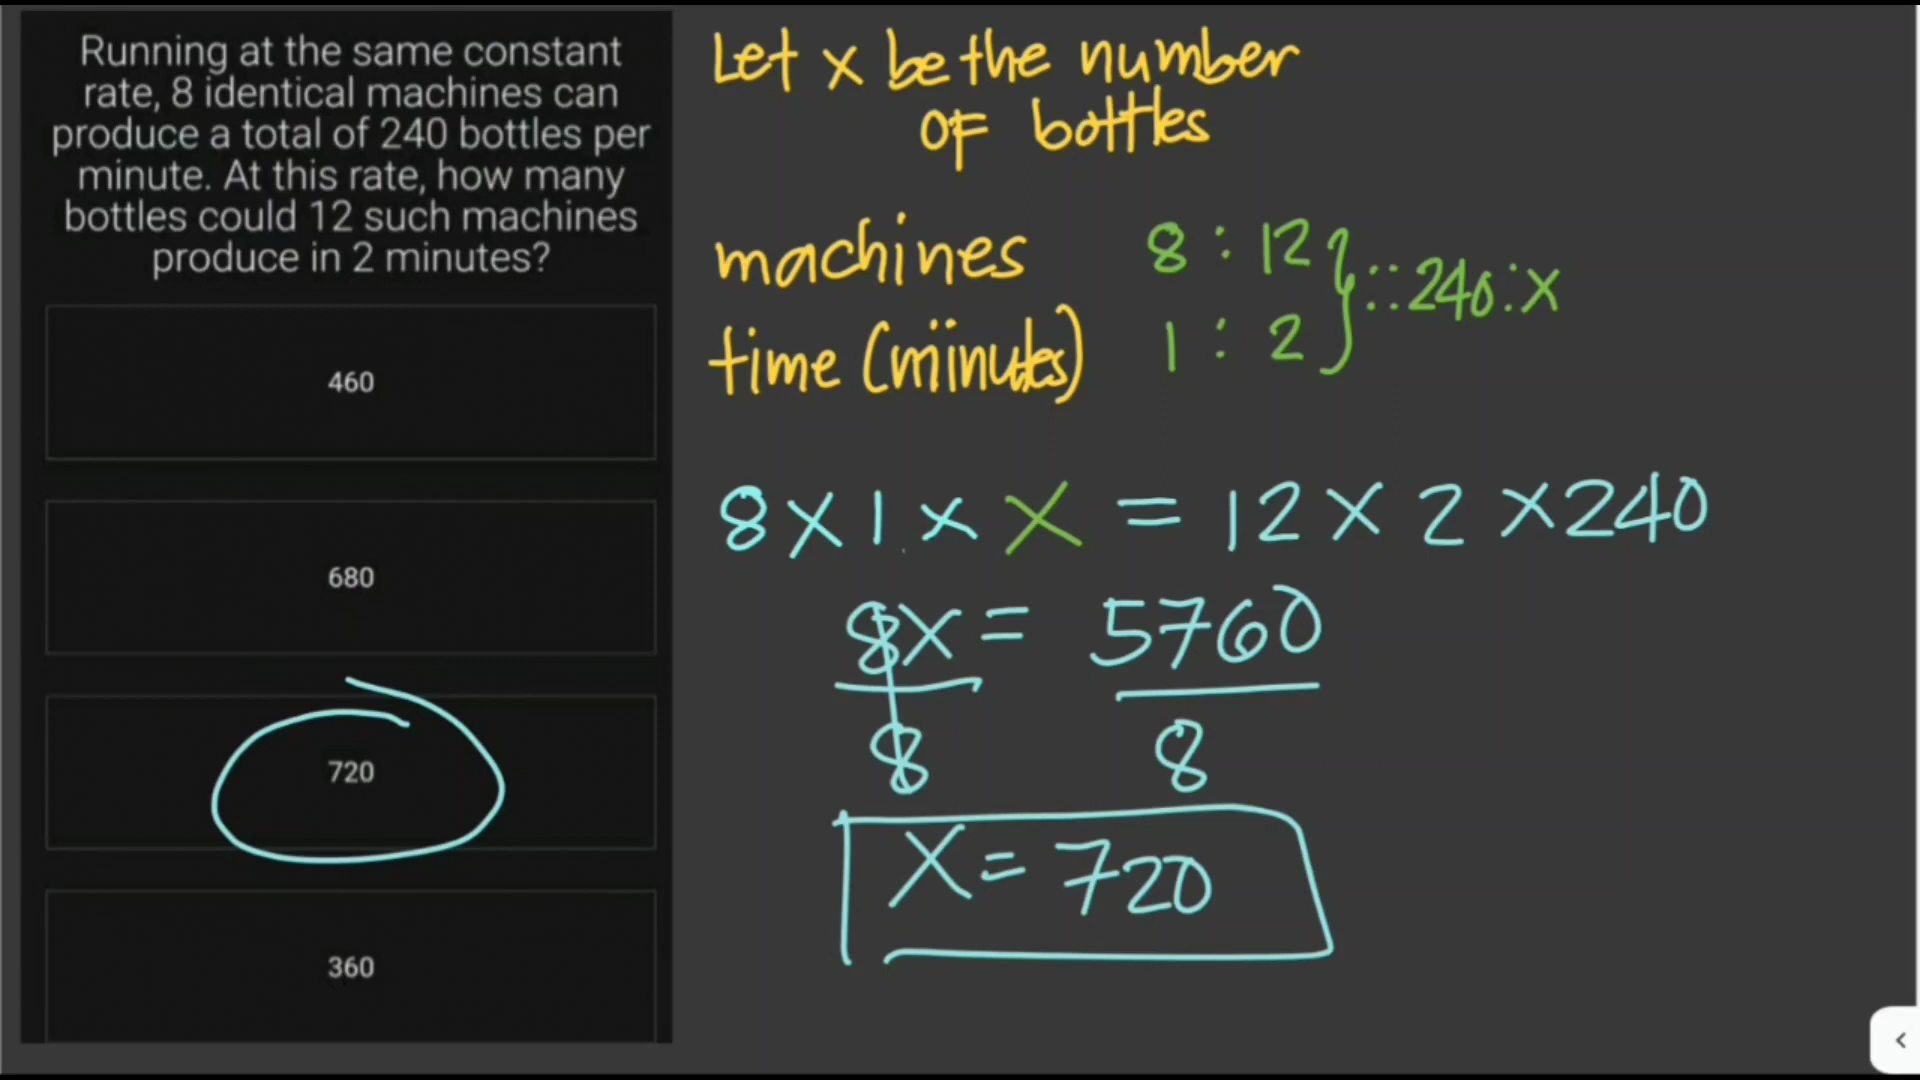 Running at the same constant
rate, 8 identical machines can
produce a total of 240 bottles per
minute. At this rate, how many
bottles could 12 such machines
produce in 2 minutes?
460
680
720
360
Let x be the number
of bottles
machines 8 : 12 } :: 240 : x
time (minutes) 1 : 2
8 x 1 x x = 12 x 2 x 240
8x = 5760
8 8
x = 720
<